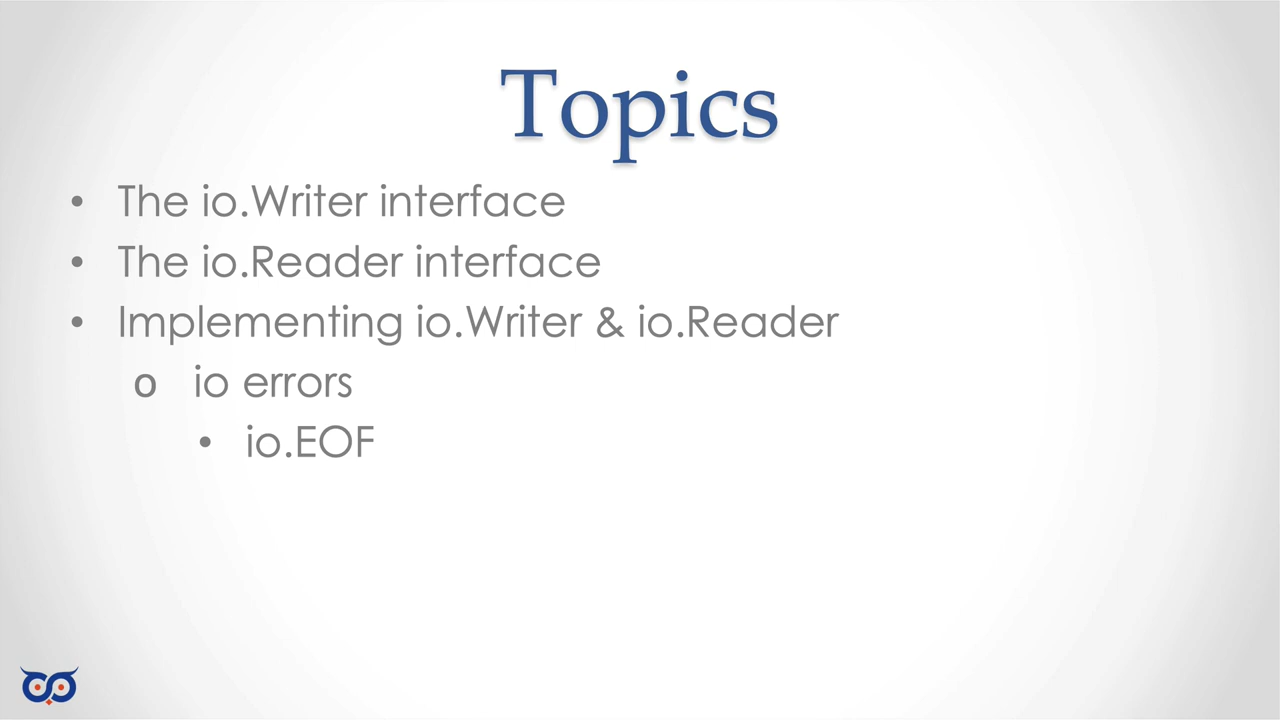 Topics
• The io.Writer interface
• The io.Reader interface
• Implementing io.Writer & io.Reader
o io errors
• io.EOF